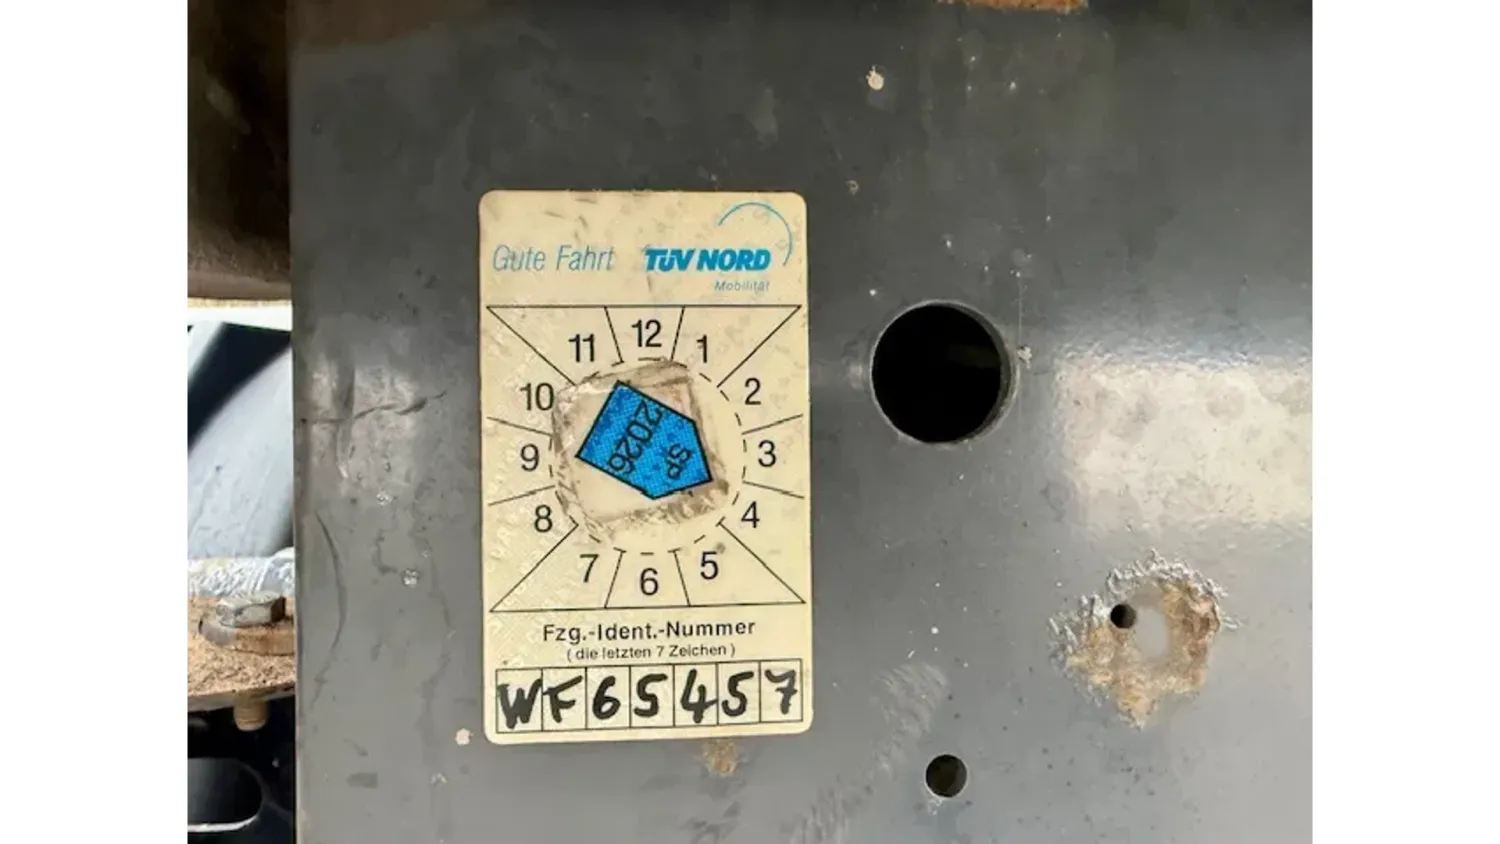 Gute Fahrt TÜV NORD
Mobilität
11 12 1
10 2
9 3
8 4
7 6 5
2026
SP
Fzg.-Ident.-Nummer
(die letzten 7 Zeichen)
WF65457